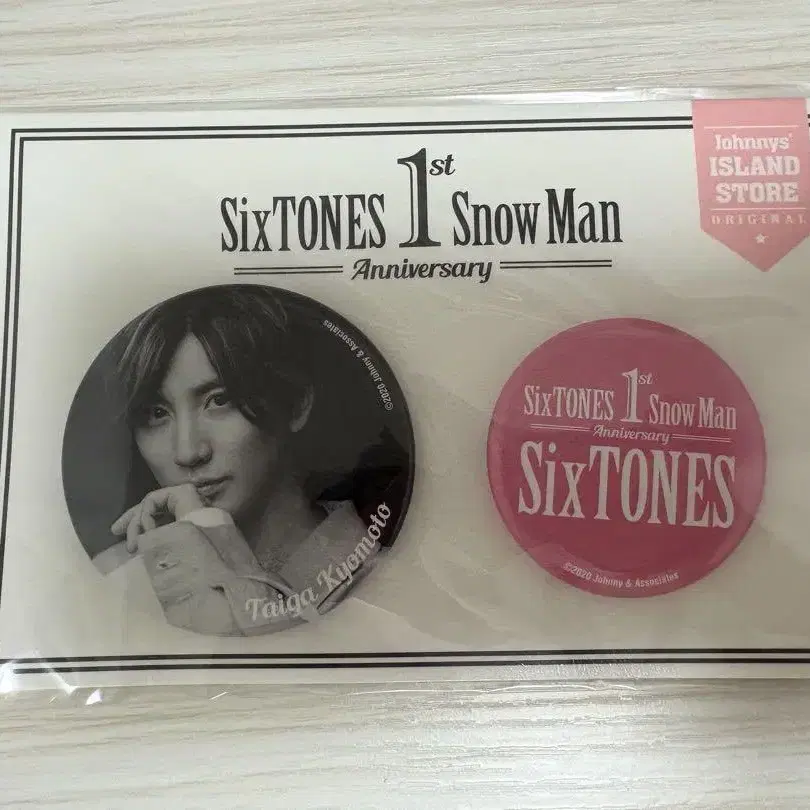 Johnnys'
ISLAND
STORE
ORIGINAL
SixTONES 1st Snow Man
Anniversary
©2020 Johnny & Associates
Taiga Kyomoto
SixTONES 1st Snow Man
Anniversary
SixTONES
©2020 Johnny & Associates